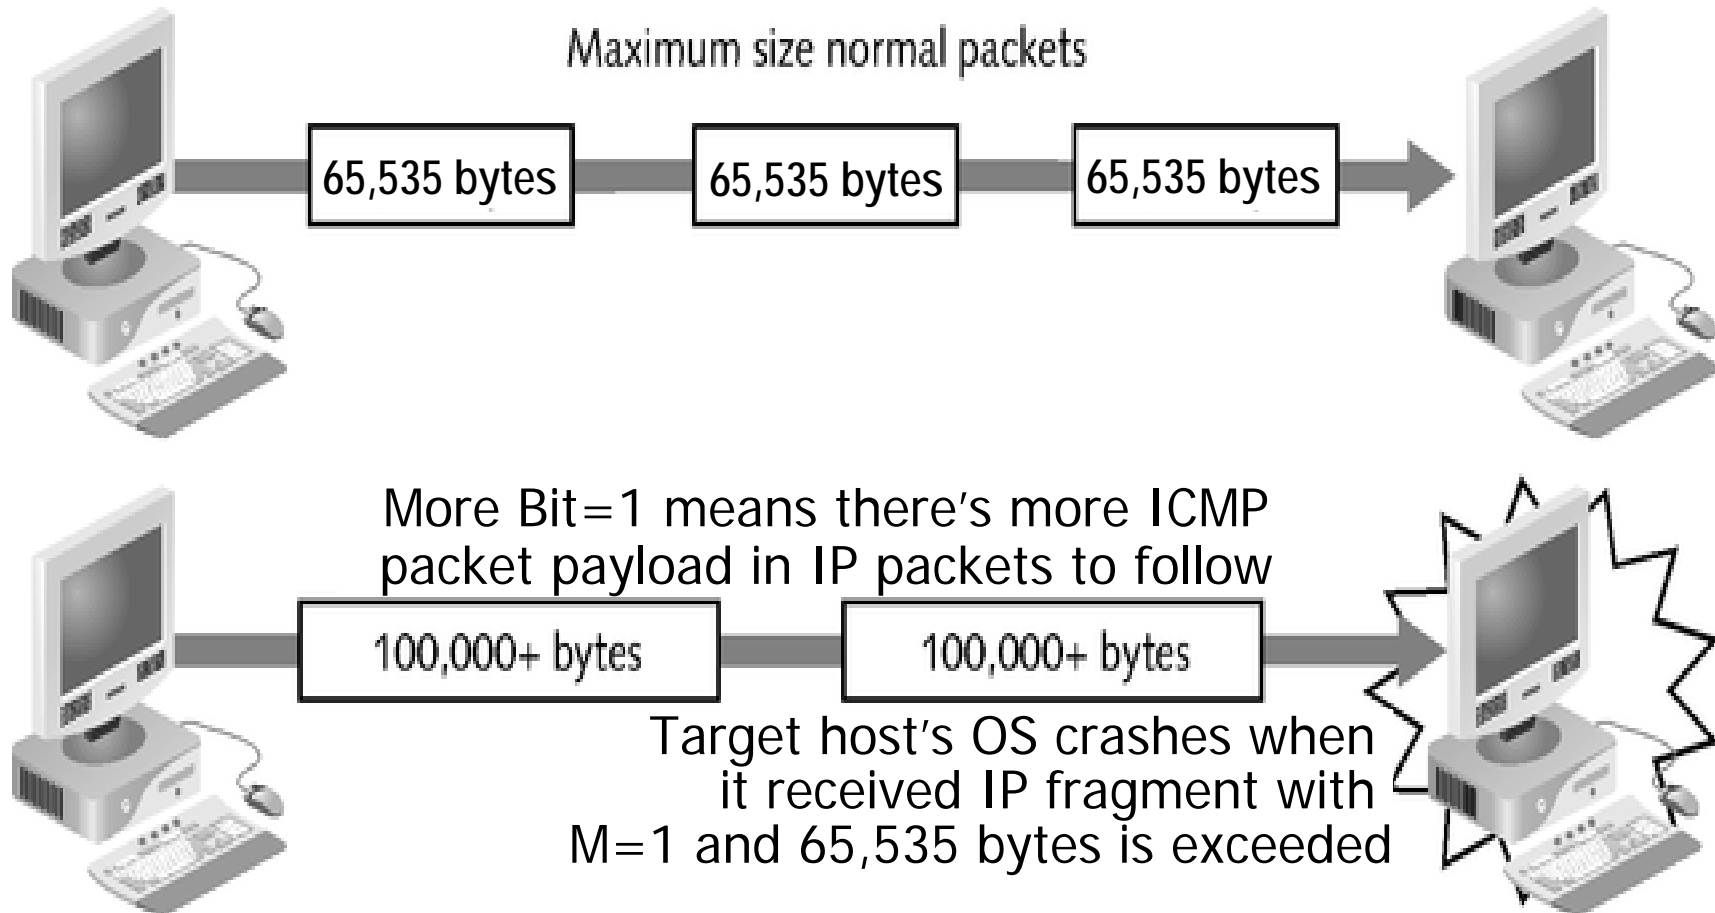 Maximum size normal packets
65,535 bytes
65,535 bytes
65,535 bytes
More Bit=1 means there's more ICMP
packet payload in IP packets to follow
100,000+ bytes
100,000+ bytes
Target host's OS crashes when
it received IP fragment with
M=1 and 65,535 bytes is exceeded